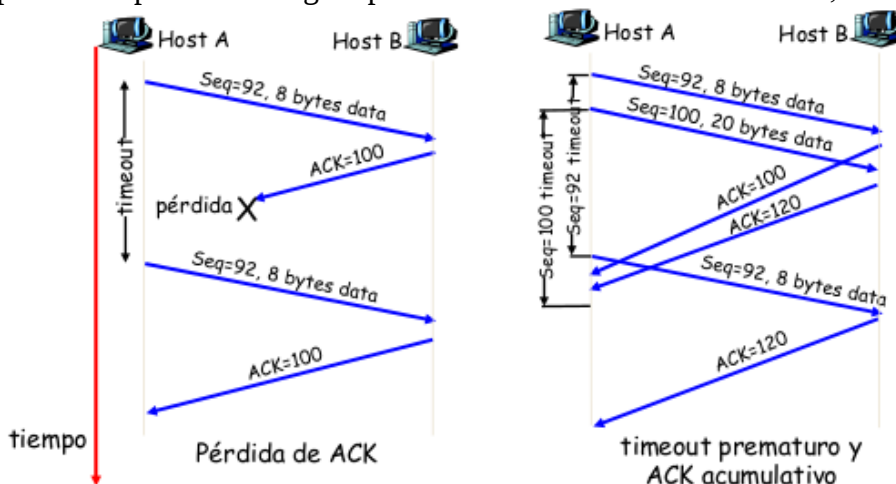 Host A
Host B
Seq=92, 8 bytes data
ACK=100
timeout
pérdida
X
Seq=92, 8 bytes data
ACK=100
tiempo
Pérdida de ACK
Host A
Host B
Seq=92, 8 bytes data
Seq=100, 20 bytes data
ACK=100
ACK=120
Seq=100 timeout
Seq=92 timeout
Seq=92, 8 bytes data
ACK=120
timeout prematuro y
ACK acumulativo